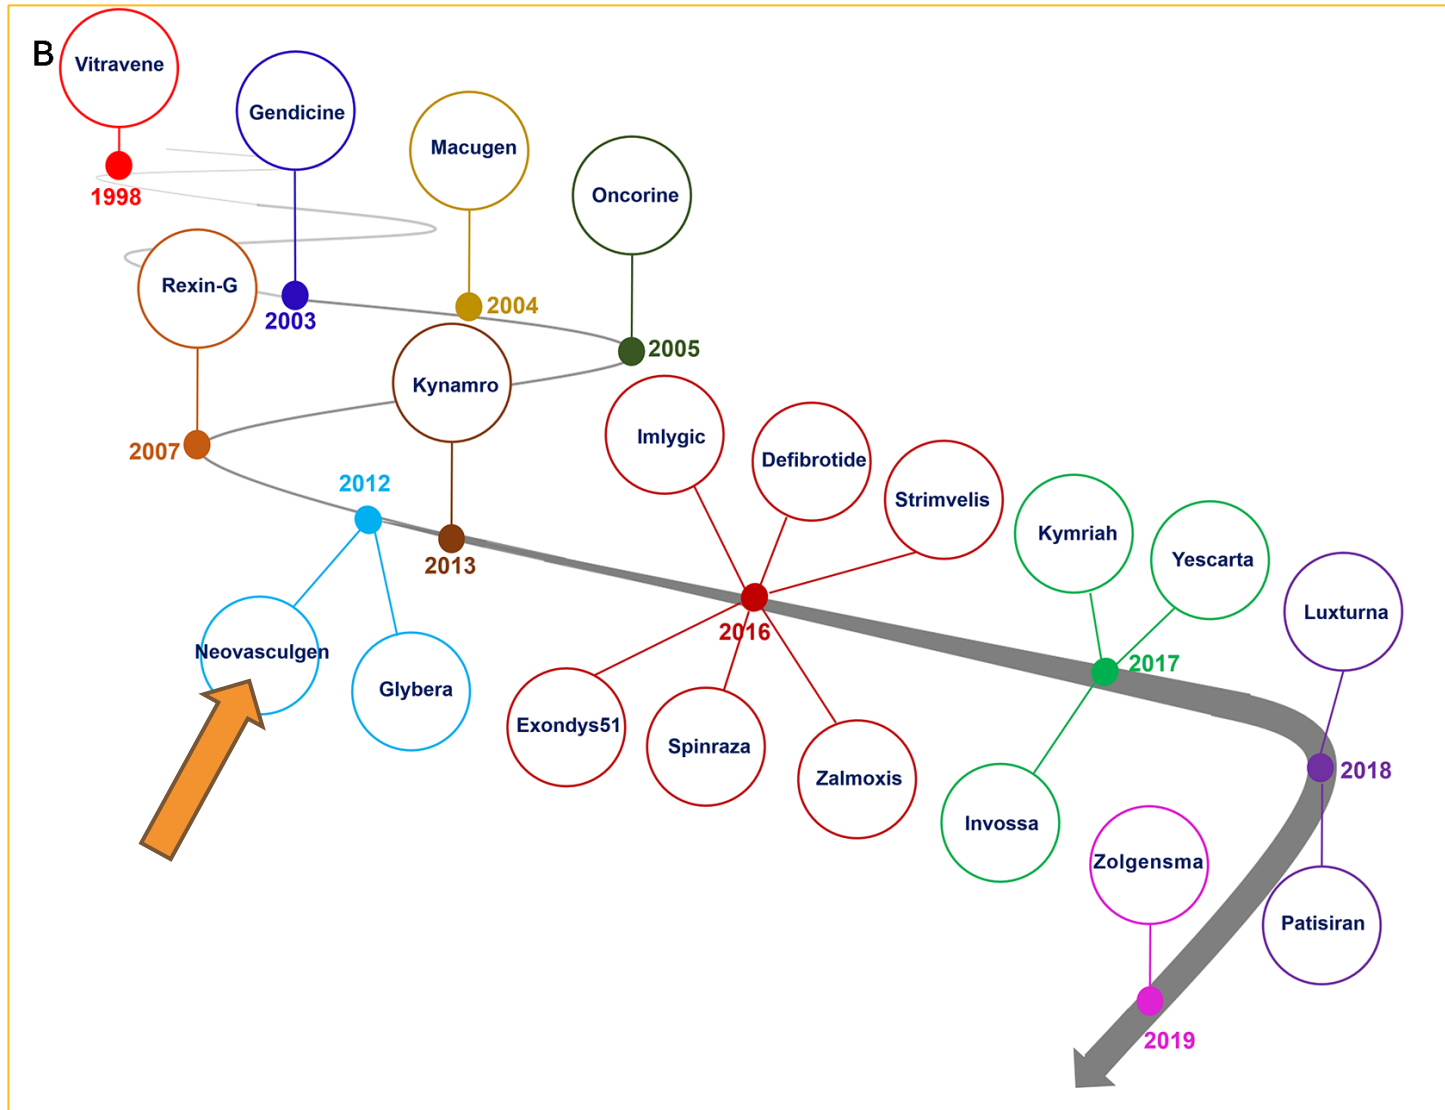 B
Vitravene
1998
Gendicine
2003
Macugen
2004
Oncorine
2005
Rexin-G
2007
2012
Neovasculgen
Glybera
Kynamro
2013
Imlygic
Defibrotide
Strimvelis
2016
Exondys51
Spinraza
Zalmoxis
Kymriah
Yescarta
2017
Invossa
Luxturna
2018
Patisiran
Zolgensma
2019